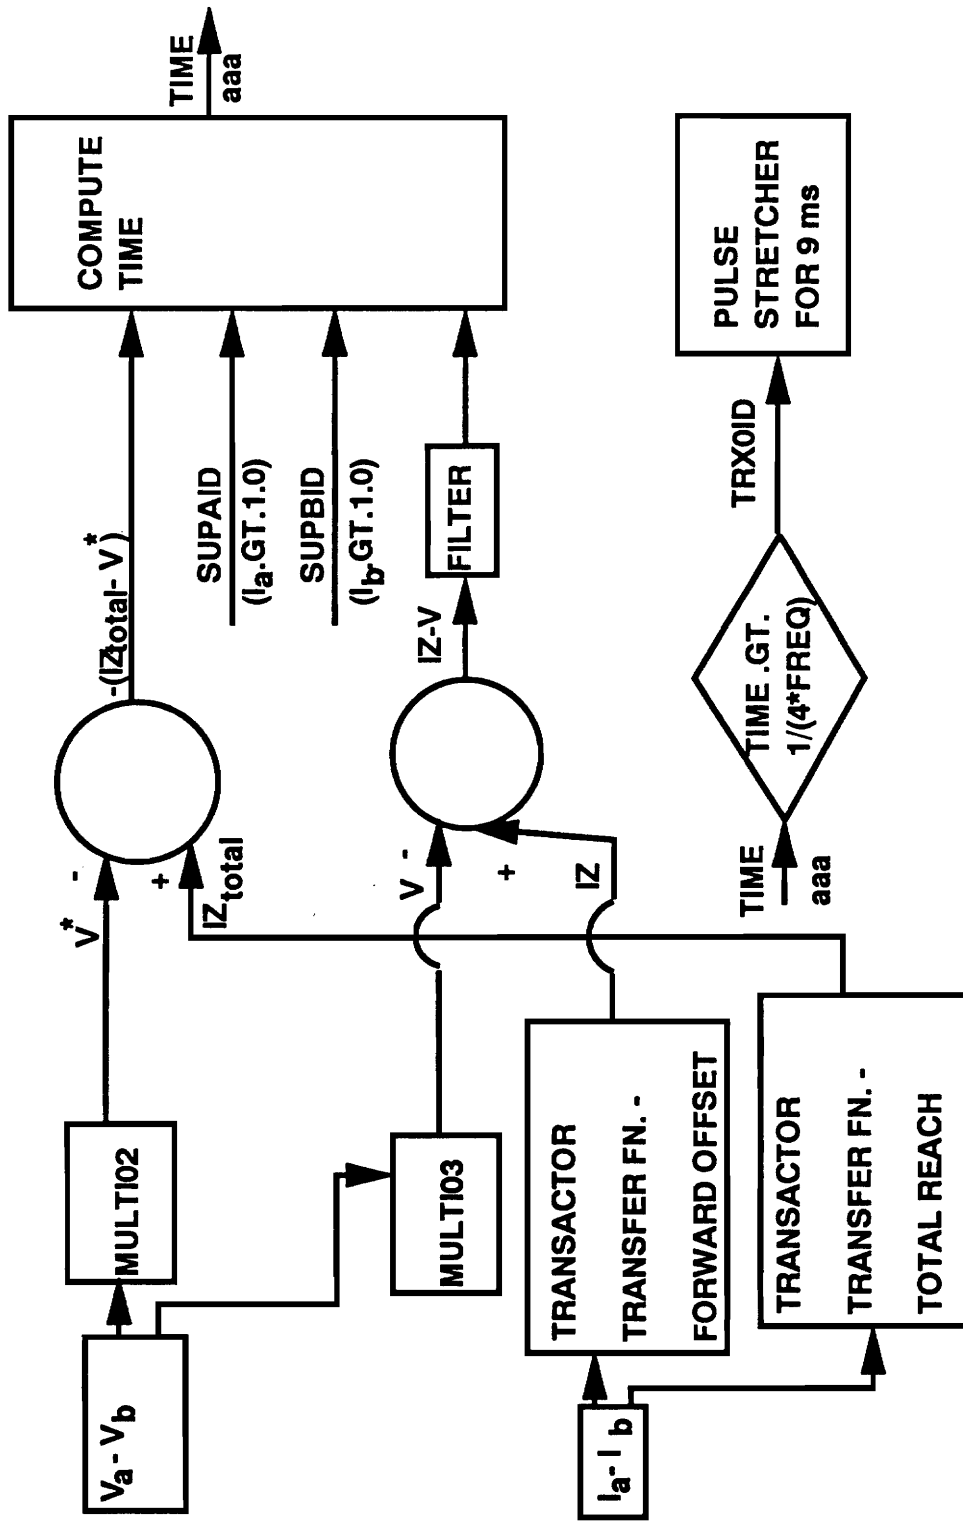 Va - Vb
MULTI02
V*
-
+
IZtotal
-(IZtotal- V*)
SUPAID
(Ia.GT.1.0)
SUPBID
(Ib.GT.1.0)
COMPUTE
TIME
TIME
aaa
MULTI03
V
-
+
IZ
IZ-V
FILTER
Ia- Ib
TRANSACTOR
TRANSFER FN. -
FORWARD OFFSET
TRANSACTOR
TRANSFER FN. -
TOTAL REACH
TIME
aaa
TIME .GT.
1/(4*FREQ)
TRX0ID
PULSE
STRETCHER
FOR 9 ms